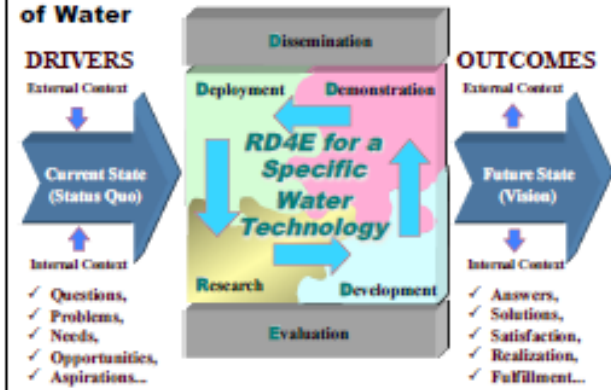 of Water
DRIVERS
External Context
Current State
(Status Quo)
Internal Context
✓ Questions,
✓ Problems,
✓ Needs,
✓ Opportunities,
✓ Aspirations...
Dissemination
Deployment
Demonstration
RD4E for a
Specific
Water
Technology
Research
Development
Evaluation
OUTCOMES
External Context
Future State
(Vision)
Internal Context
✓ Answers,
✓ Solutions,
✓ Satisfaction,
✓ Realization,
✓ Fulfillment...